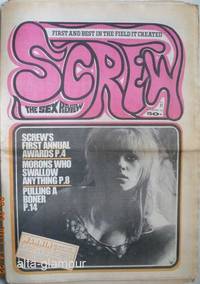 FIRST AND BEST IN THE FIELD IT CREATED
SCREW
THE SEX REVIEW
50¢
SCREW'S
FIRST ANNUAL
AWARDS P.4
MORONS WHO
SWALLOW
ANYTHING P.8
PULLING A
BONER
P.14
alta-glamour